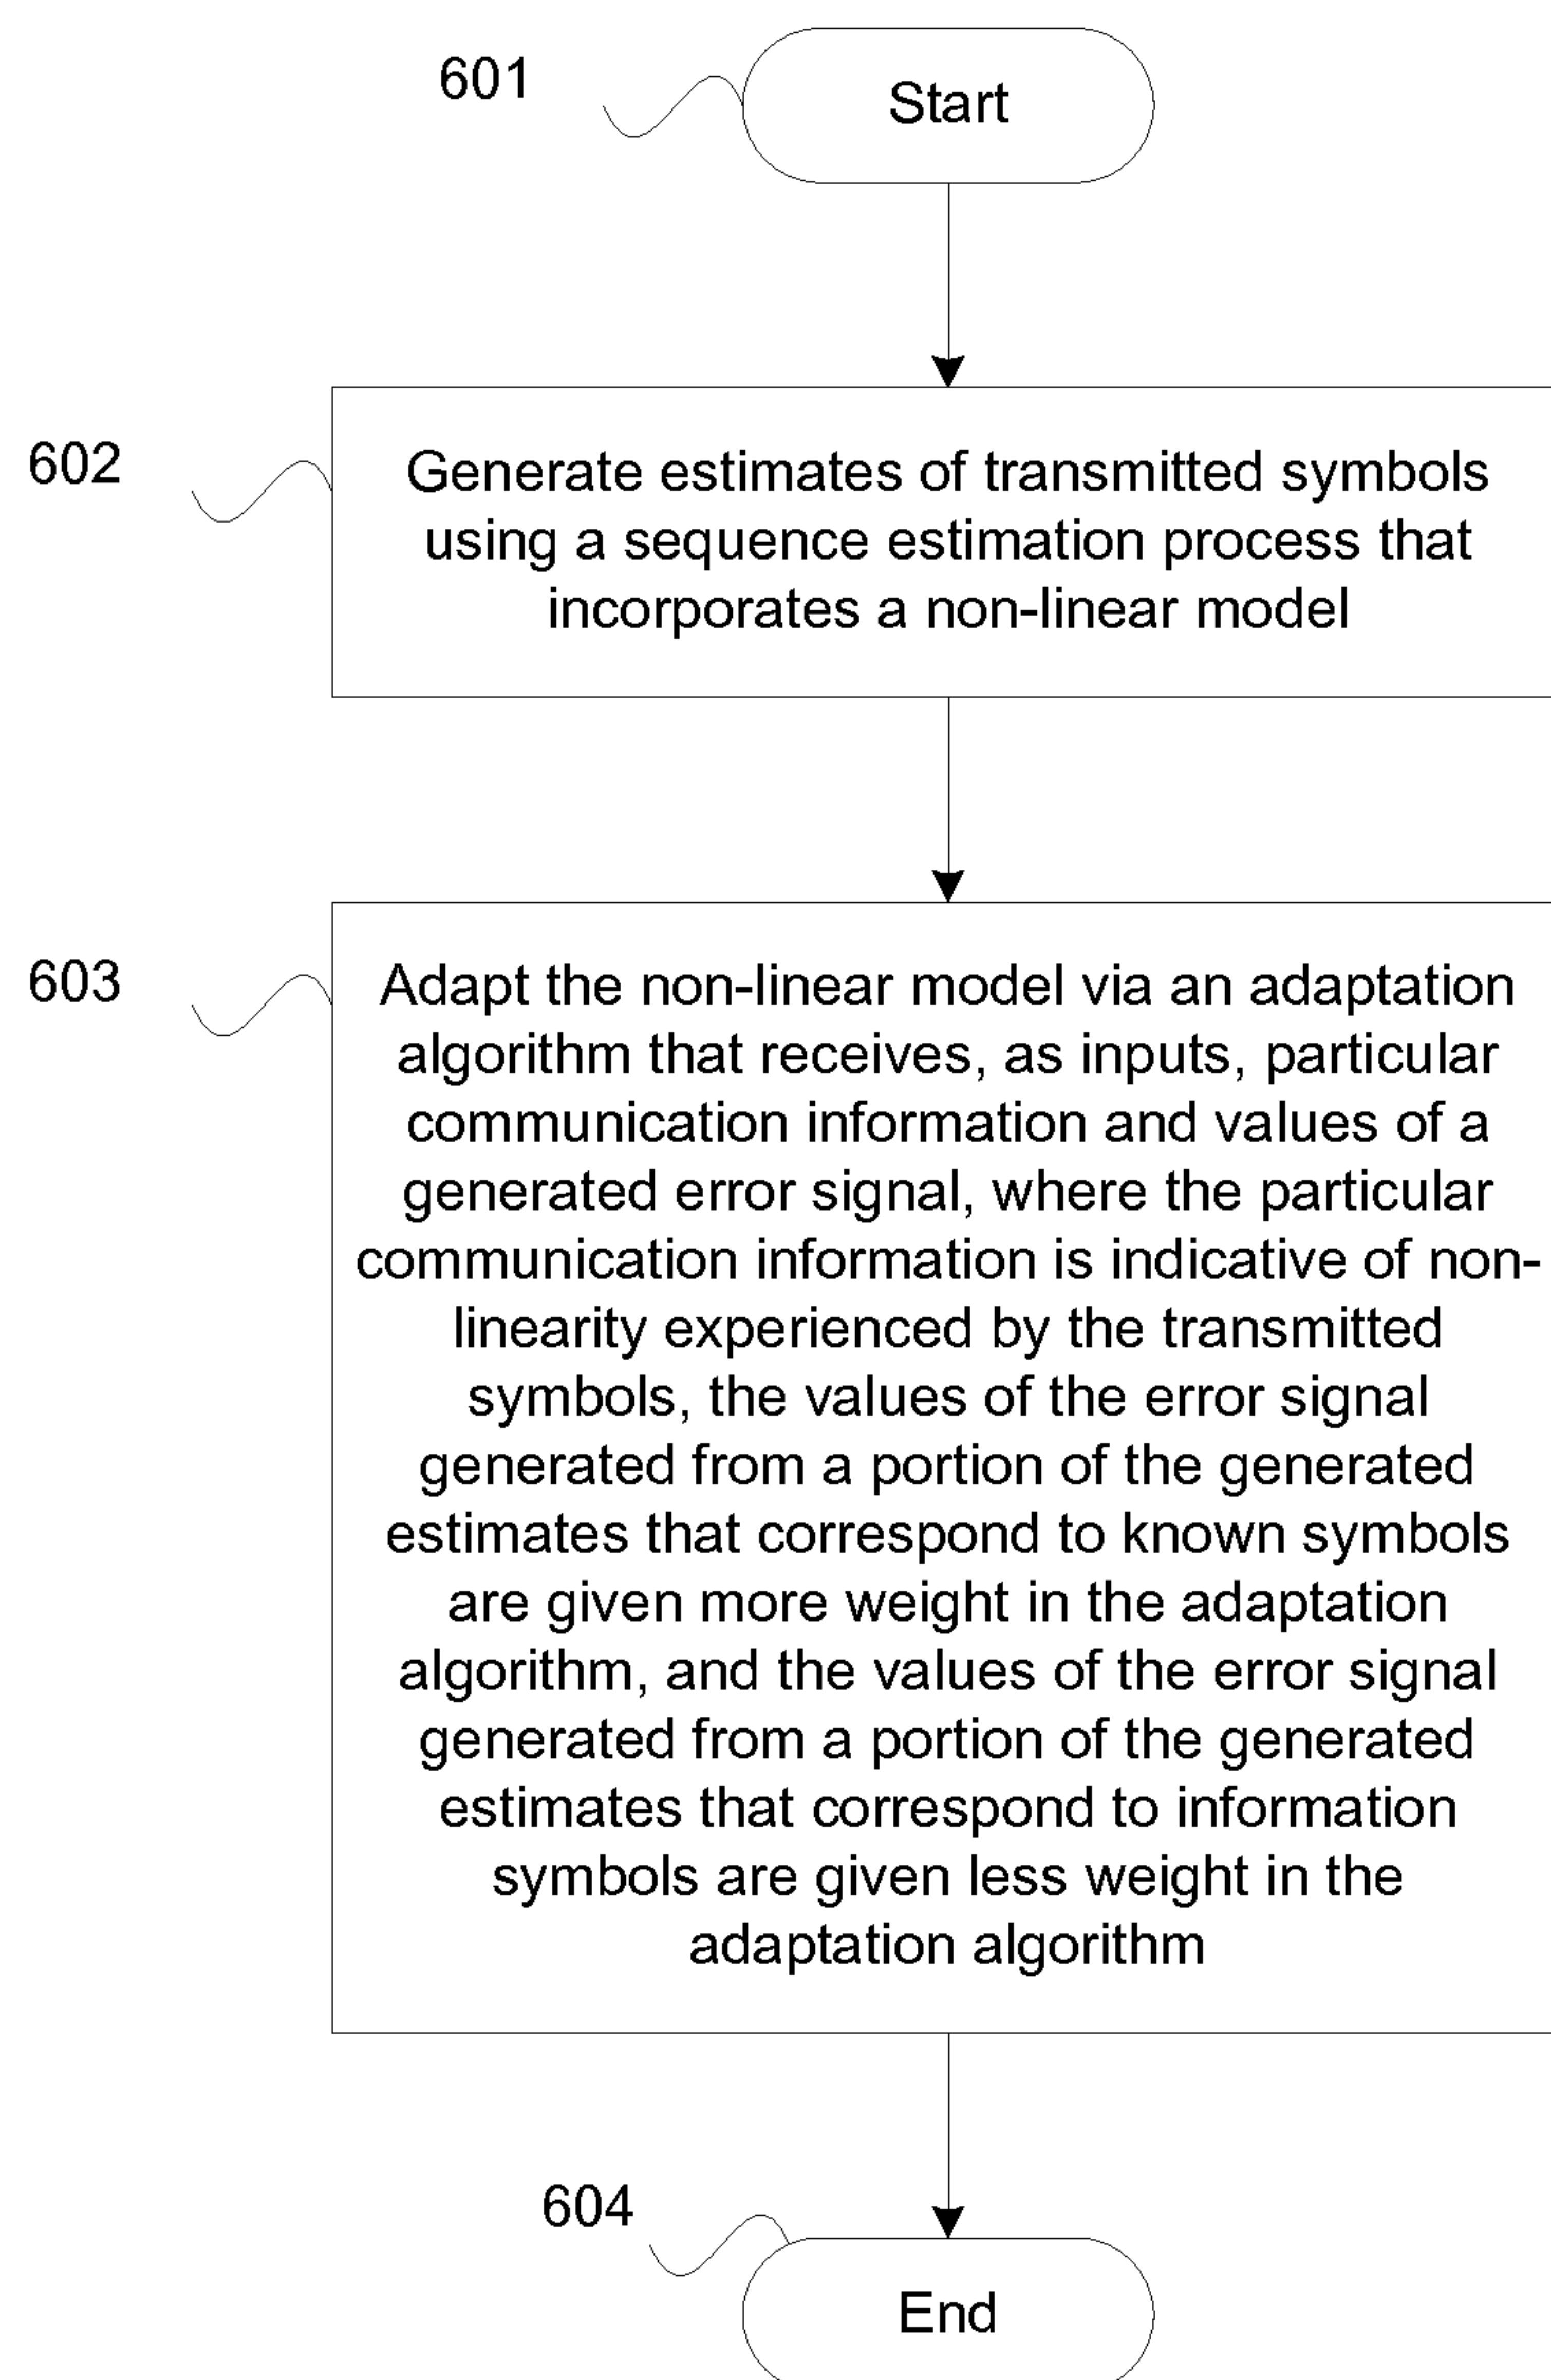 601
Start
602
Generate estimates of transmitted symbols
using a sequence estimation process that
incorporates a non-linear model
603
Adapt the non-linear model via an adaptation
algorithm that receives, as inputs, particular
communication information and values of a
generated error signal, where the particular
communication information is indicative of non-
linearity experienced by the transmitted
symbols, the values of the error signal
generated from a portion of the generated
estimates that correspond to known symbols
are given more weight in the adaptation
algorithm, and the values of the error signal
generated from a portion of the generated
estimates that correspond to information
symbols are given less weight in the
adaptation algorithm
604
End